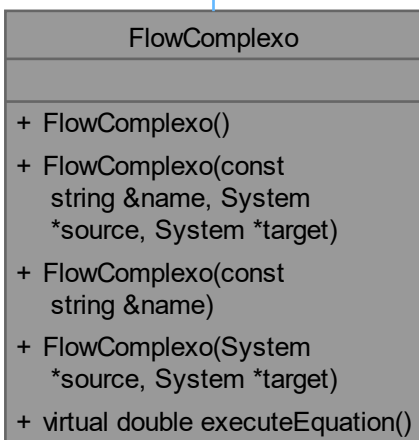 FlowComplexo
+ FlowComplexo()
+ FlowComplexo(const
string &name, System
*source, System *target)
+ FlowComplexo(const
string &name)
+ FlowComplexo(System
*source, System *target)
+ virtual double executeEquation()